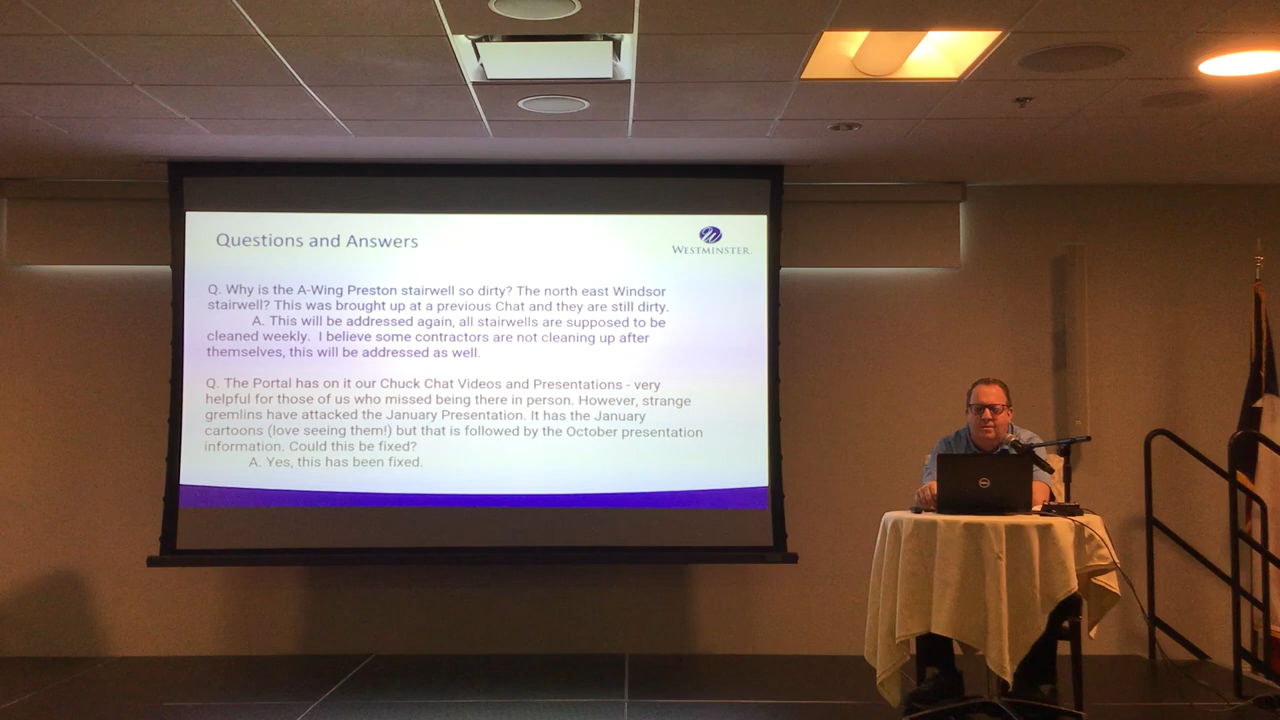 Questions and Answers
WESTMINSTER
Q. Why is the A-Wing Preston stairwell so dirty? The north east Windsor
stairwell? This was brought up at a previous Chat and they are still dirty.
A. This will be addressed again, all stairwells are supposed to be
cleaned weekly. I believe some contractors are not cleaning up after
themselves, this will be addressed as well.
Q. The Portal has on it our Chuck Chat Videos and Presentations - very
helpful for those of us who missed being there in person. However, strange
gremlins have attacked the January Presentation. It has the January
cartoons (love seeing them!) but that is followed by the October presentation
information. Could this be fixed?
A. Yes, this has been fixed.
DELL